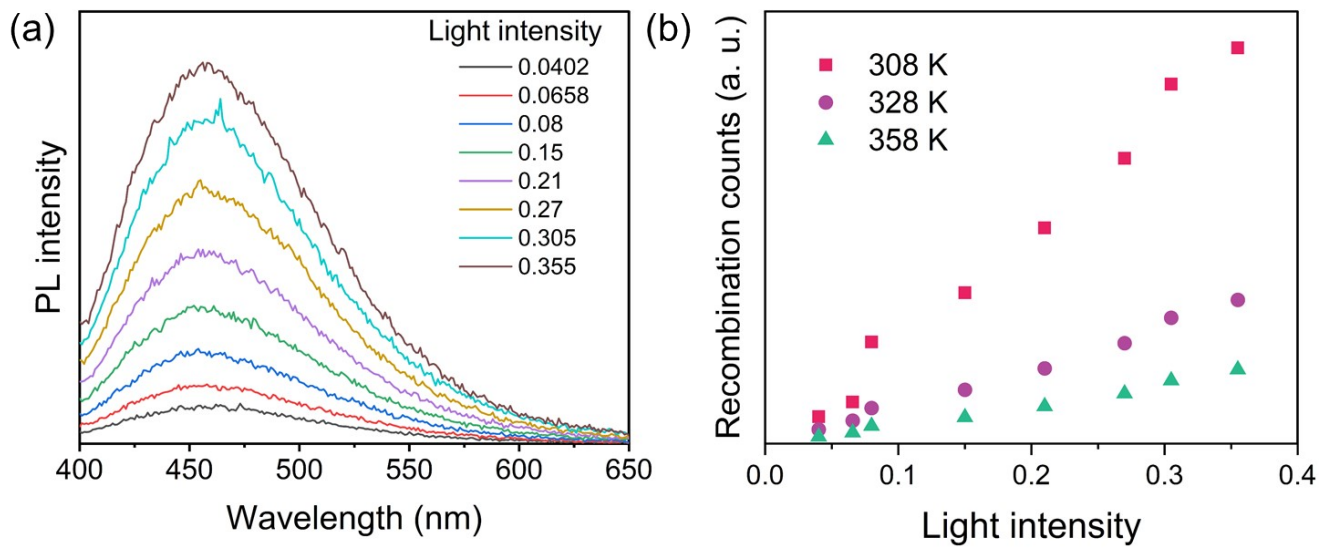 (a)
PL intensity
Light intensity
0.0402
0.0658
0.08
0.15
0.21
0.27
0.305
0.355
400 450 500 550 600 650
Wavelength (nm)
(b)
Recombination counts (a. u.)
308 K
328 K
358 K
0.0 0.1 0.2 0.3 0.4
Light intensity